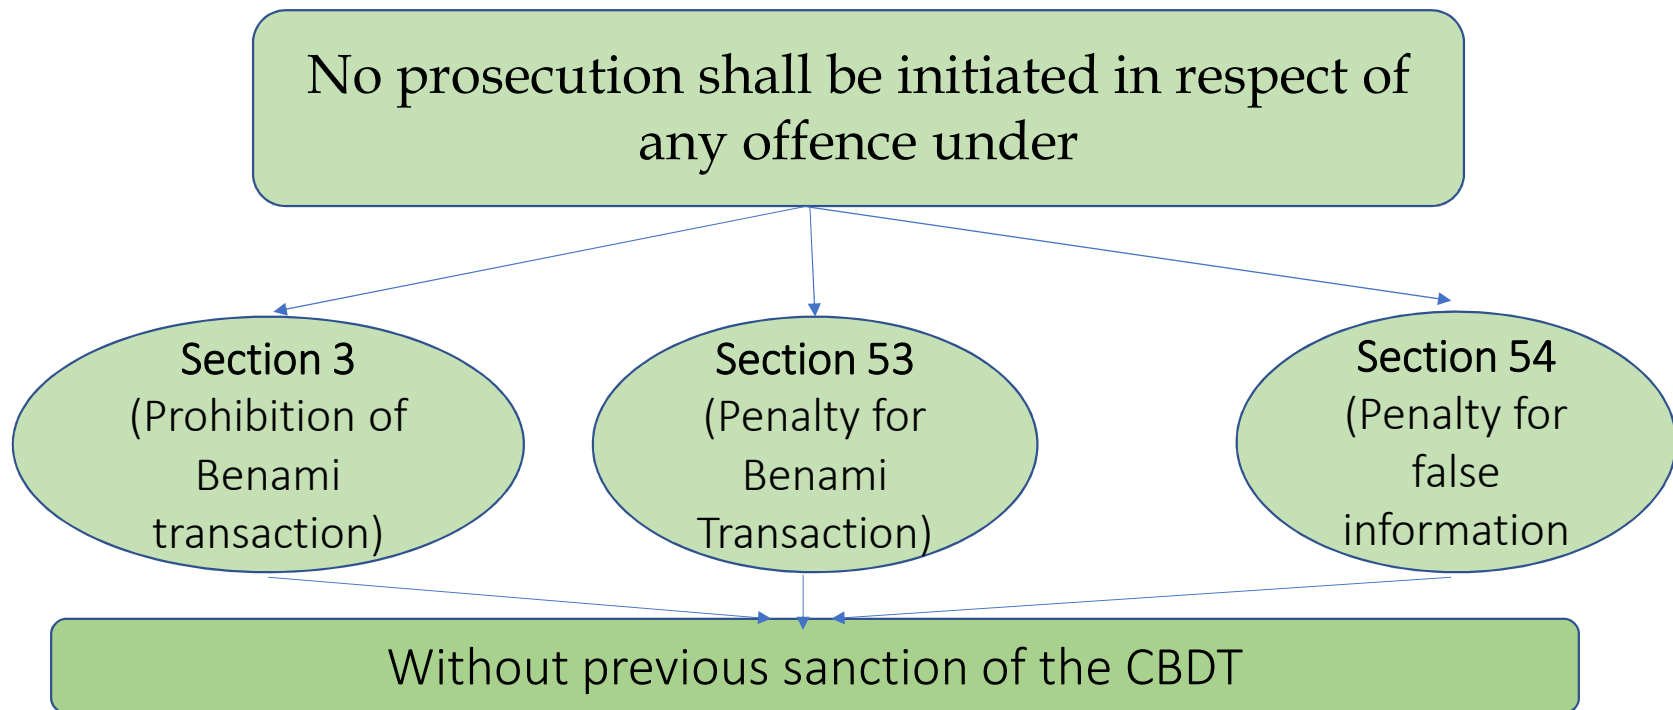 No prosecution shall be initiated in respect of
any offence under
Section 3
(Prohibition of
Benami
transaction)
Section 53
(Penalty for
Benami
Transaction)
Section 54
(Penalty for
false
information
Without previous sanction of the CBDT